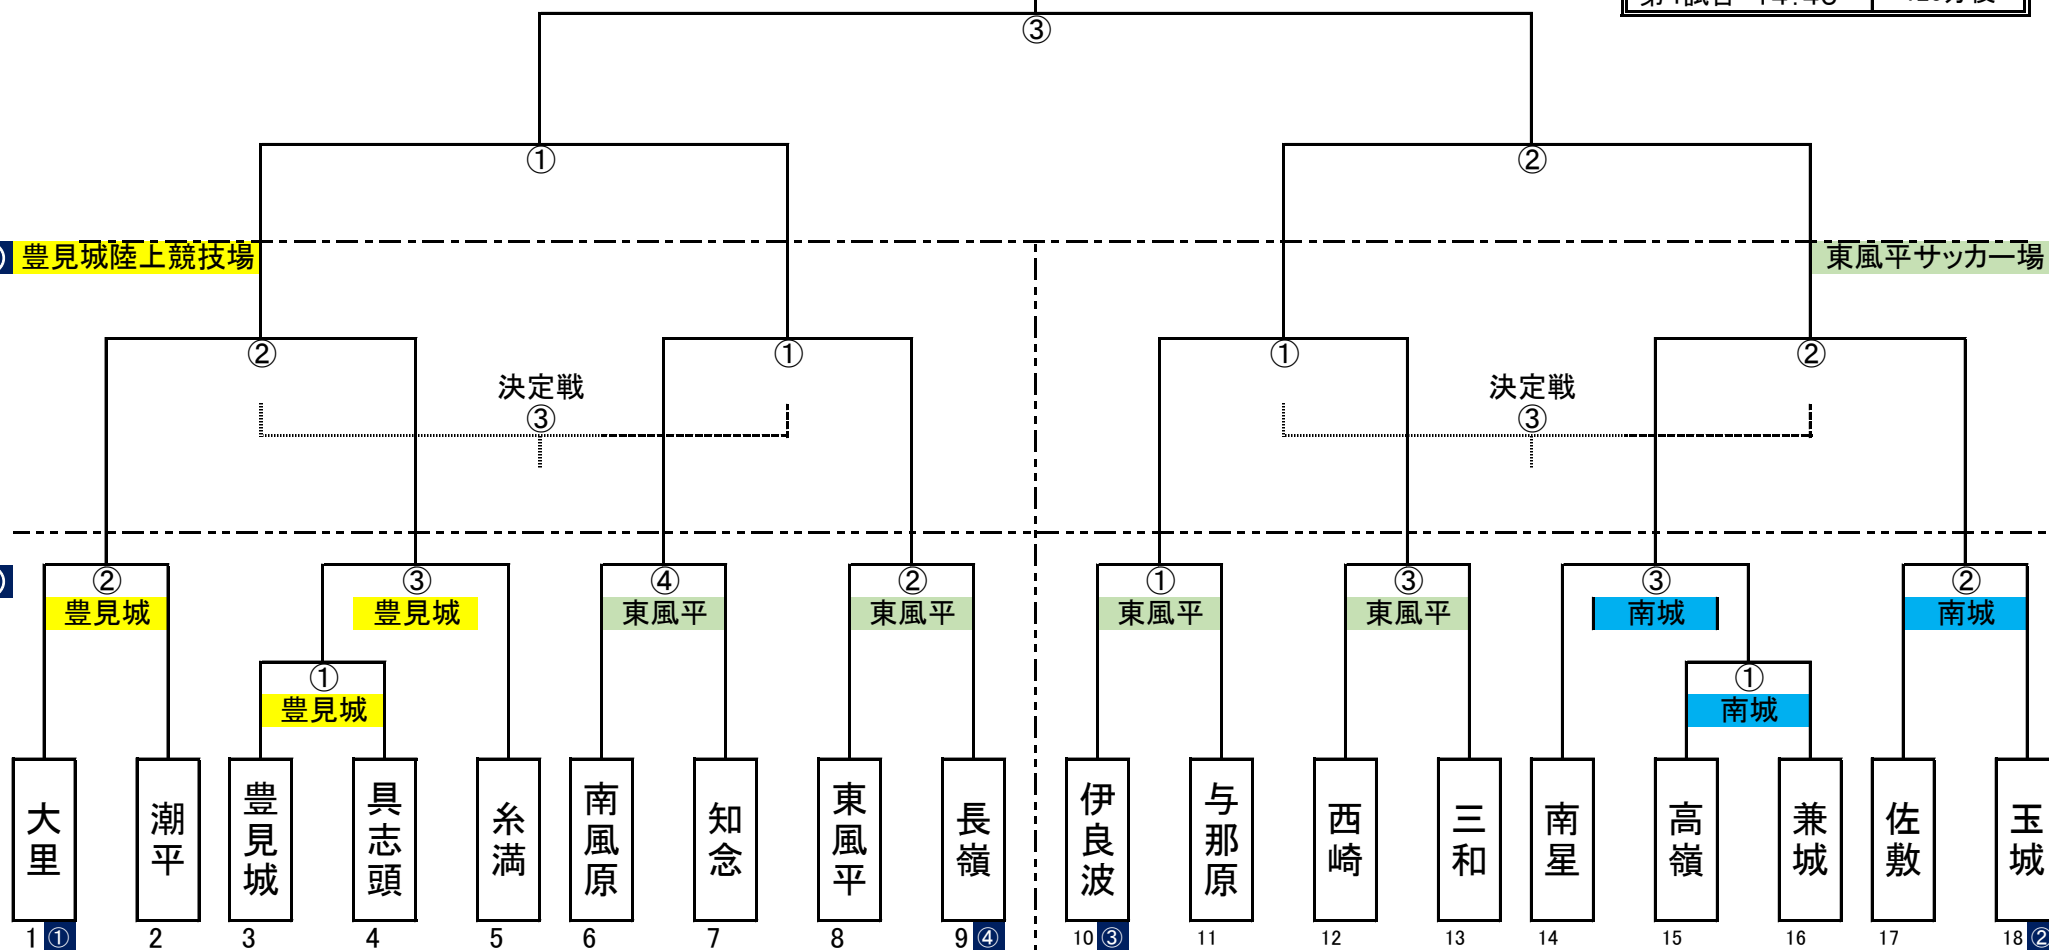 第4試合 14:45
③
① ②
豊見城陸上競技場 東風平サッカー場
② ① ① ②
決定戦 決定戦
③ ③
② ③ ④ ② ① ③ ③ ②
豊見城 豊見城 東風平 東風平 東風平 東風平 南城 南城
① ①
豊見城 南城
大里 潮平 豊見城 具志頭 糸満 南風原 知念 東風平 長嶺 伊良波 与那原 西崎 三和 南星 高嶺 兼城 佐敷 玉城
1 ① 2 3 4 5 6 7 8 9 ④ 10 ③ 11 12 13 14 15 16 17 18 ②